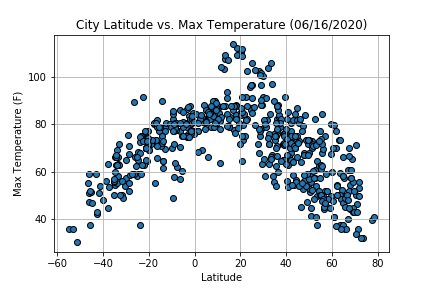 City Latitude vs. Max Temperature (06/16/2020)
Max Temperature (F)
100
80
60
40
−60 −40 −20 0 20 40 60 80
Latitude